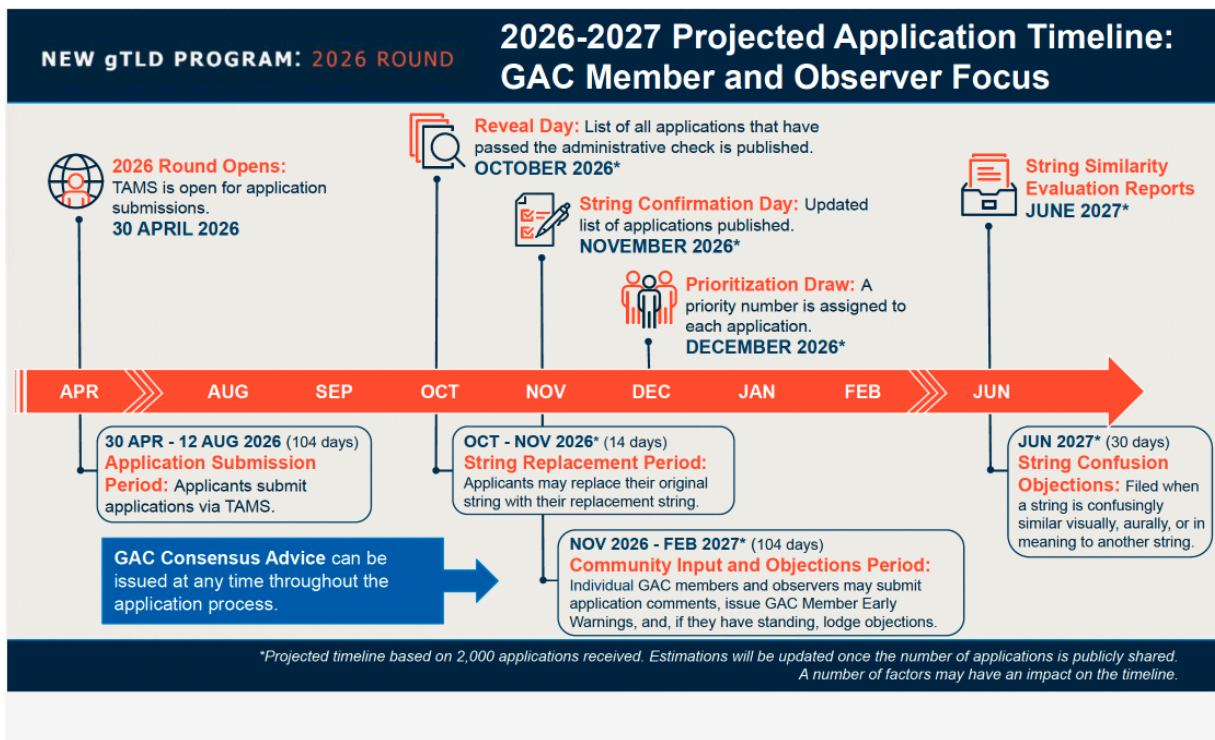 NEW gTLD PROGRAM: 2026 ROUND
2026-2027 Projected Application Timeline:
GAC Member and Observer Focus
2026 Round Opens:
TAMS is open for application
submissions.
30 APRIL 2026
Reveal Day: List of all applications that have
passed the administrative check is published.
OCTOBER 2026*
String Confirmation Day: Updated
list of applications published.
NOVEMBER 2026*
Prioritization Draw: A
priority number is assigned to
each application.
DECEMBER 2026*
String Similarity
Evaluation Reports
JUNE 2027*
APR AUG SEP OCT NOV DEC JAN FEB JUN
30 APR - 12 AUG 2026 (104 days)
Application Submission
Period: Applicants submit
applications via TAMS.
OCT - NOV 2026* (14 days)
String Replacement Period:
Applicants may replace their original
string with their replacement string.
JUN 2027* (30 days)
String Confusion
Objections: Filed when
a string is confusingly
similar visually, aurally, or in
meaning to another string.
GAC Consensus Advice can be
issued at any time throughout the
application process.
NOV 2026 - FEB 2027* (104 days)
Community Input and Objections Period:
Individual GAC members and observers may submit
application comments, issue GAC Member Early
Warnings, and, if they have standing, lodge objections.
*Projected timeline based on 2,000 applications received. Estimations will be updated once the number of applications is publicly shared.
A number of factors may have an impact on the timeline.